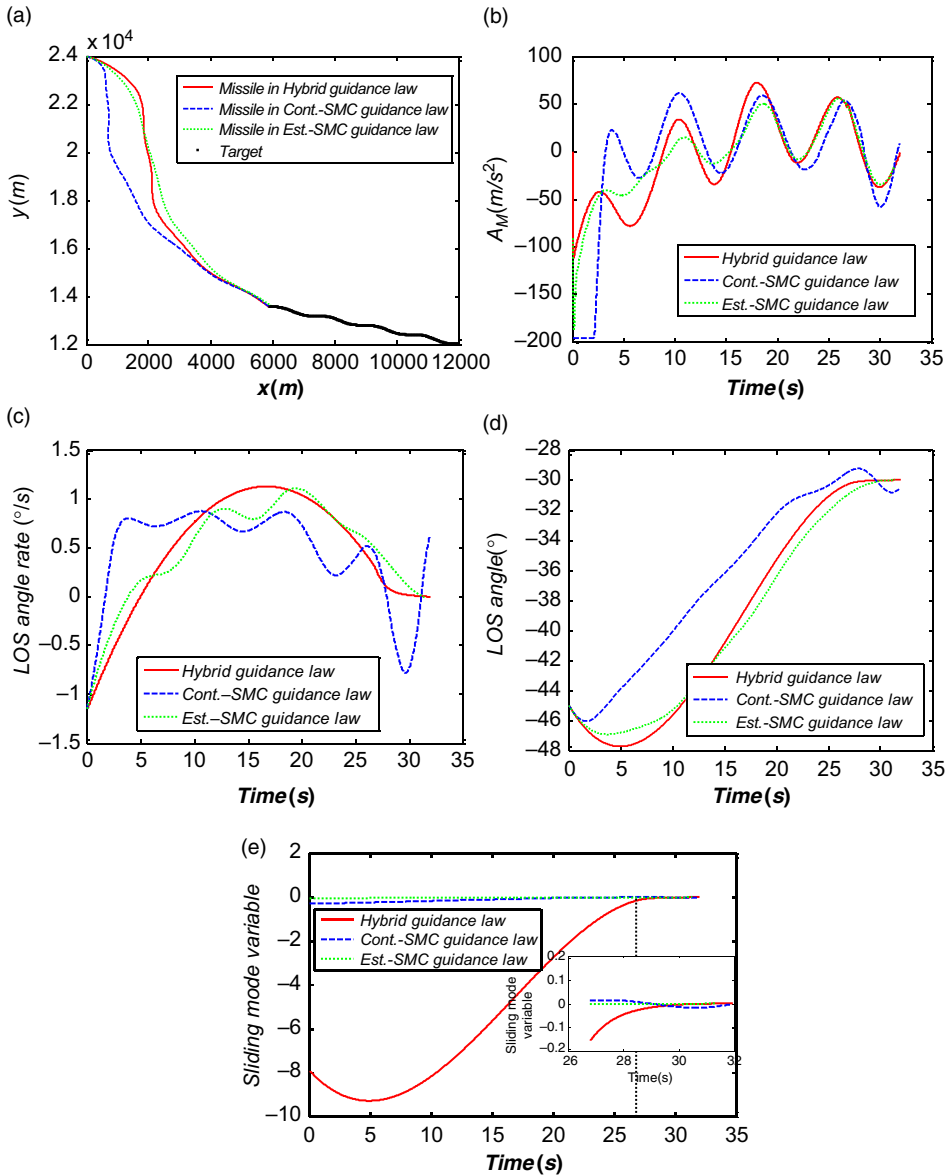 (a)
x 10⁴
2.4
2.2
2
1.8
1.6
1.4
1.2
y(m)
0
2000
4000
6000
8000
10000
12000
x(m)
Missile in Hybrid guidance law
Missile in Cont.-SMC guidance law
Missile in Est.-SMC guidance law
Target
(b)
100
50
0
−50
−100
−150
−200
A_M(m/s²)
0
5
10
15
20
25
30
35
Time(s)
Hybrid guidance law
Cont.-SMC guidance law
Est.-SMC guidance law
(c)
1.5
1
0.5
0
−0.5
−1
−1.5
LOS angle rate (°/s)
0
5
10
15
20
25
30
35
Time(s)
Hybrid guidance law
Cont.−SMC guidance law
Est.−SMC guidance law
(d)
−28
−30
−32
−34
−36
−38
−40
−42
−44
−46
−48
LOS angle(°)
0
5
10
15
20
25
30
35
Time(s)
Hybrid guidance law
Cont.-SMC guidance law
Est.-SMC guidance law
(e)
2
0
−2
−4
−6
−8
−10
Sliding mode variable
0
5
10
15
20
25
30
35
Time(s)
Hybrid guidance law
Cont.-SMC guidance law
Est.-SMC guidance law
0.2
0.1
0
−0.1
−0.2
Sliding mode
variable
26
28
30
32
Time(s)